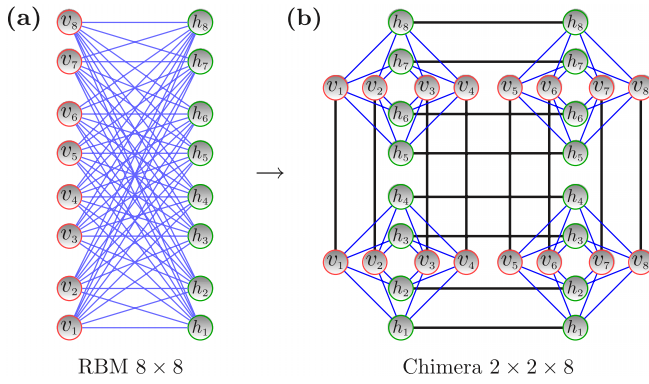 (a)
v₈ h₈
v₇ h₇
v₆ h₆
v₅ h₅
v₄ h₄
v₃ h₃
v₂ h₂
v₁ h₁
RBM 8 × 8
→
(b)
h₈ h₈
h₇ h₇
v₁ v₂ v₃ v₄ v₅ v₆ v₇ v₈
h₆ h₆
h₅ h₅
h₄ h₄
h₃ h₃
v₁ v₂ v₃ v₄ v₅ v₆ v₇ v₈
h₂ h₂
h₁ h₁
Chimera 2 × 2 × 8